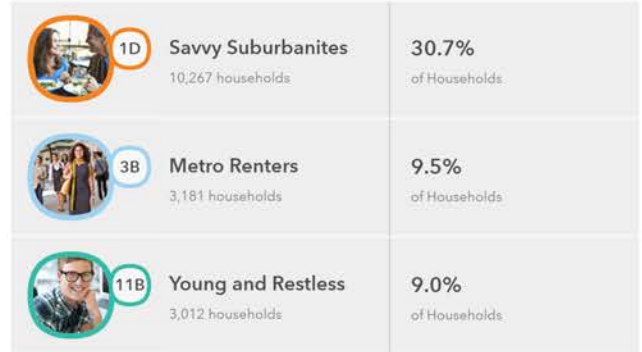 1D
Savvy Suburbanites
30.7%
10,267 households
of Households
3B
Metro Renters
9.5%
3,181 households
of Households
11B
Young and Restless
9.0%
3,012 households
of Households